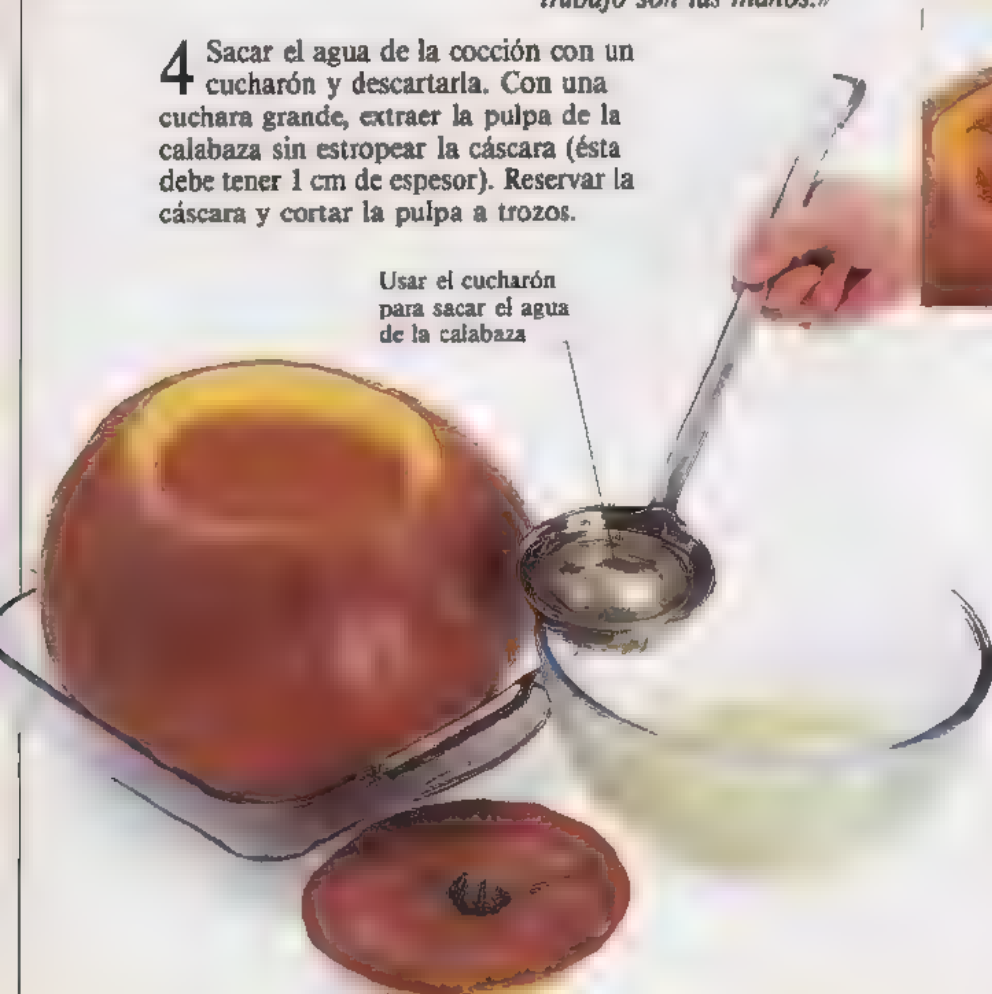 trabajo son las manos.»
4 Sacar el agua de la cocción con un
cucharón y descartarla. Con una
cuchara grande, extraer la pulpa de la
calabaza sin estropear la cáscara (ésta
debe tener 1 cm de espesor). Reservar la
cáscara y cortar la pulpa a trozos.
Usar el cucharón
para sacar el agua
de la calabaza